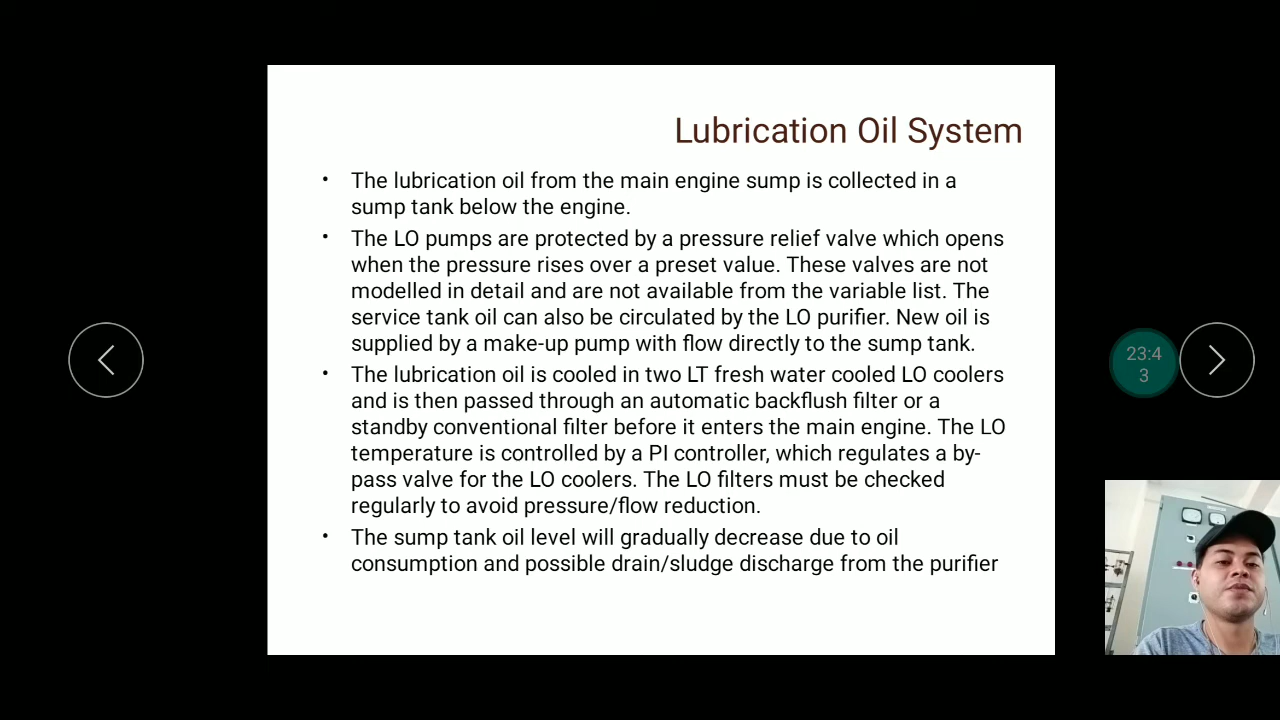 Lubrication Oil System
• The lubrication oil from the main engine sump is collected in a
sump tank below the engine.
• The LO pumps are protected by a pressure relief valve which opens
when the pressure rises over a preset value. These valves are not
modelled in detail and are not available from the variable list. The
service tank oil can also be circulated by the LO purifier. New oil is
supplied by a make-up pump with flow directly to the sump tank.
• The lubrication oil is cooled in two LT fresh water cooled LO coolers
and is then passed through an automatic backflush filter or a
standby conventional filter before it enters the main engine. The LO
temperature is controlled by a PI controller, which regulates a by-
pass valve for the LO coolers. The LO filters must be checked
regularly to avoid pressure/flow reduction.
• The sump tank oil level will gradually decrease due to oil
consumption and possible drain/sludge discharge from the purifier
23:4
3